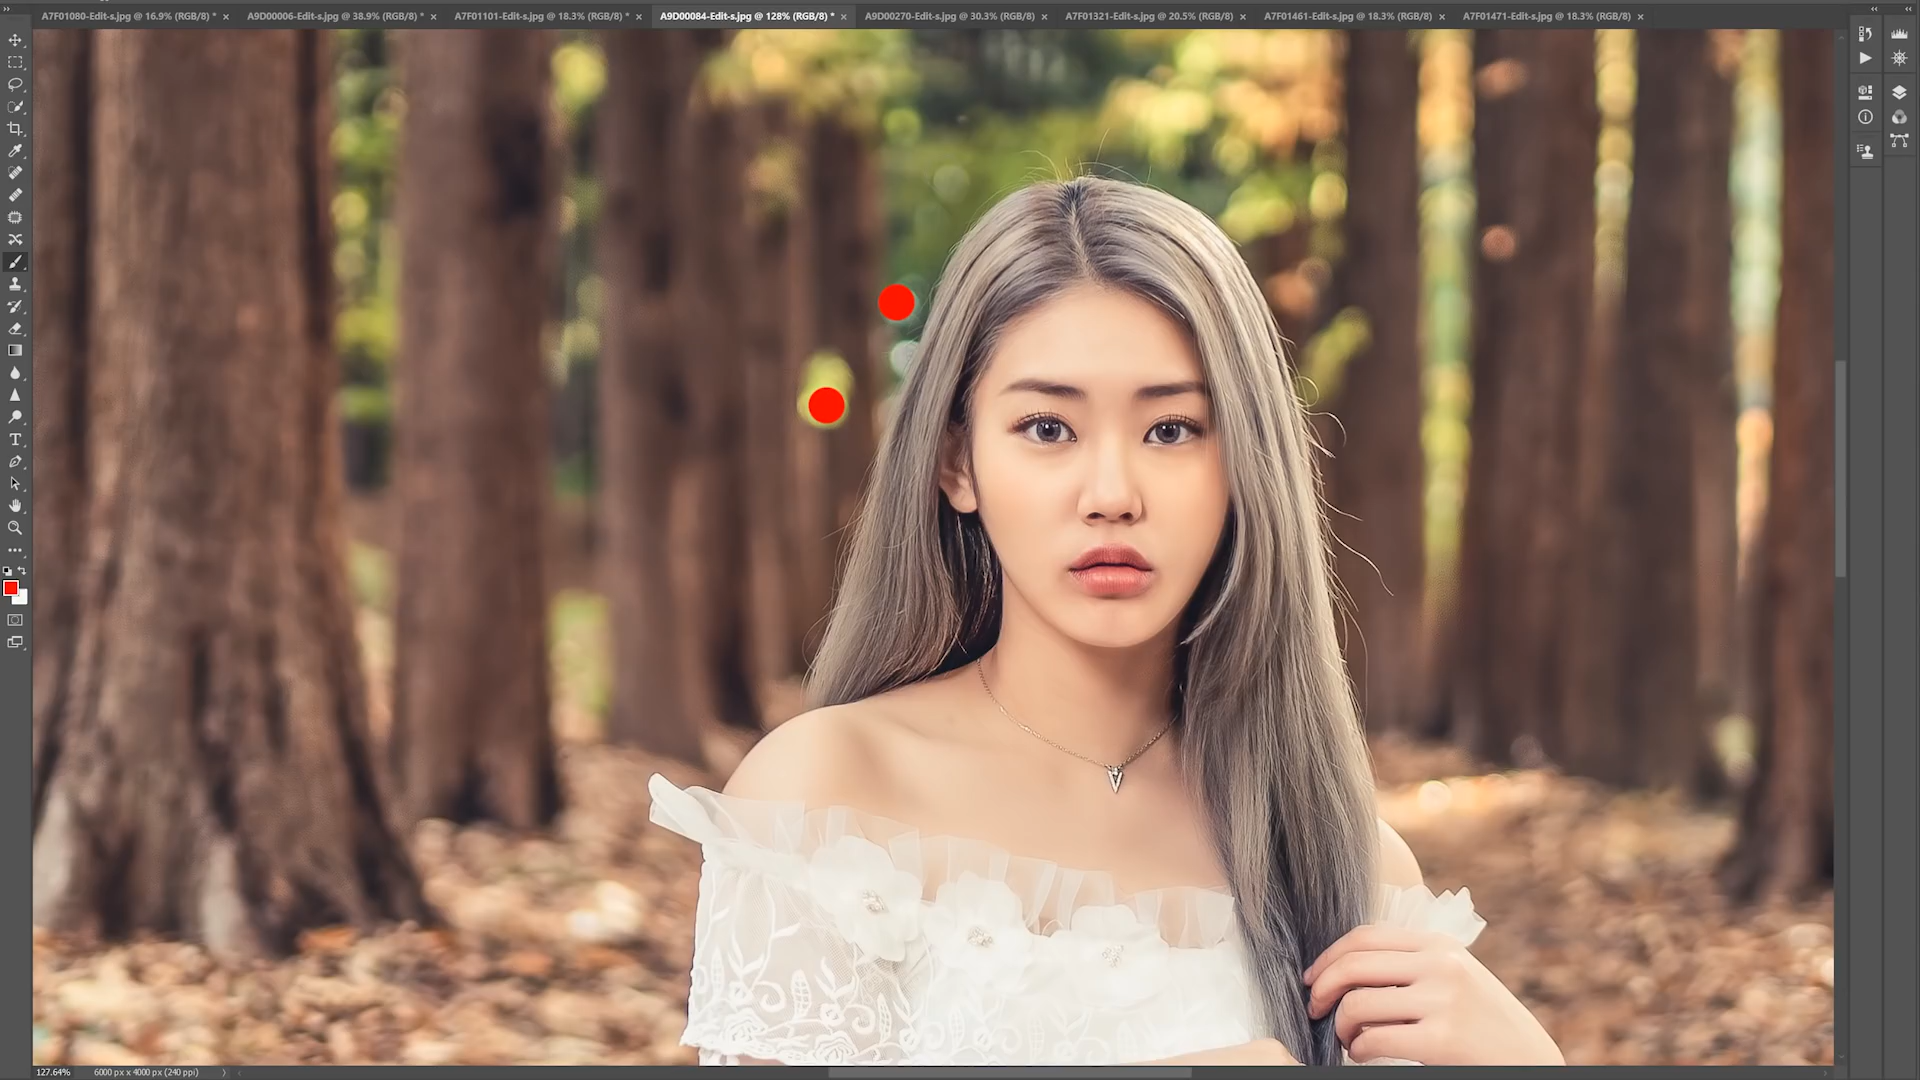 A7F01080-Edit-s.jpg @ 16.9% (RGB/8) *
A9D00006-Edit-s.jpg @ 38.9% (RGB/8) *
A7F01101-Edit-s.jpg @ 18.3% (RGB/8) *
A9D00084-Edit-s.jpg @ 128% (RGB/8) *
A9D00270-Edit-s.jpg @ 30.3% (RGB/8)
A7F01321-Edit-s.jpg @ 20.5% (RGB/8)
A7F01461-Edit-s.jpg @ 18.3% (RGB/8)
A7F01471-Edit-s.jpg @ 18.3% (RGB/8)
127.64%
6000 px x 4000 px (240 ppi)